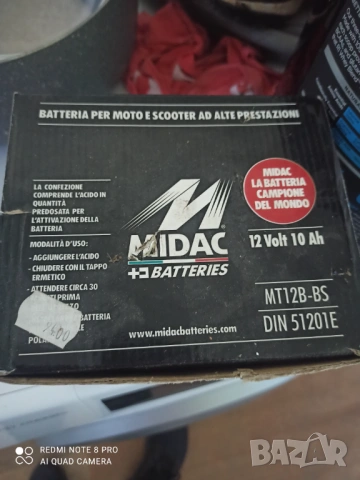 BATTERIA PER MOTO E SCOOTER AD ALTE PRESTAZIONI
LA CONFEZIONE
COMPRENDE L'ACIDO IN
QUANTITÀ
PREDOSATA PER
L'ATTIVAZIONE DELLA
BATTERIA
MODALITÀ D'USO:
- AGGIUNGERE L'ACIDO
- CHIUDERE CON IL TAPPO
ERMETICO
- ATTENDERE CIRCA 30
PRIMA
BATTERIA
POLA
MIDAC
BATTERIES
www.midacbatteries.com
MIDAC
LA BATTERIA
CAMPIONE
DEL MONDO
12 Volt 10 Ah
MT12B-BS
DIN 51201E
REDMI NOTE 8 PRO
AI QUAD CAMERA
BAZAR